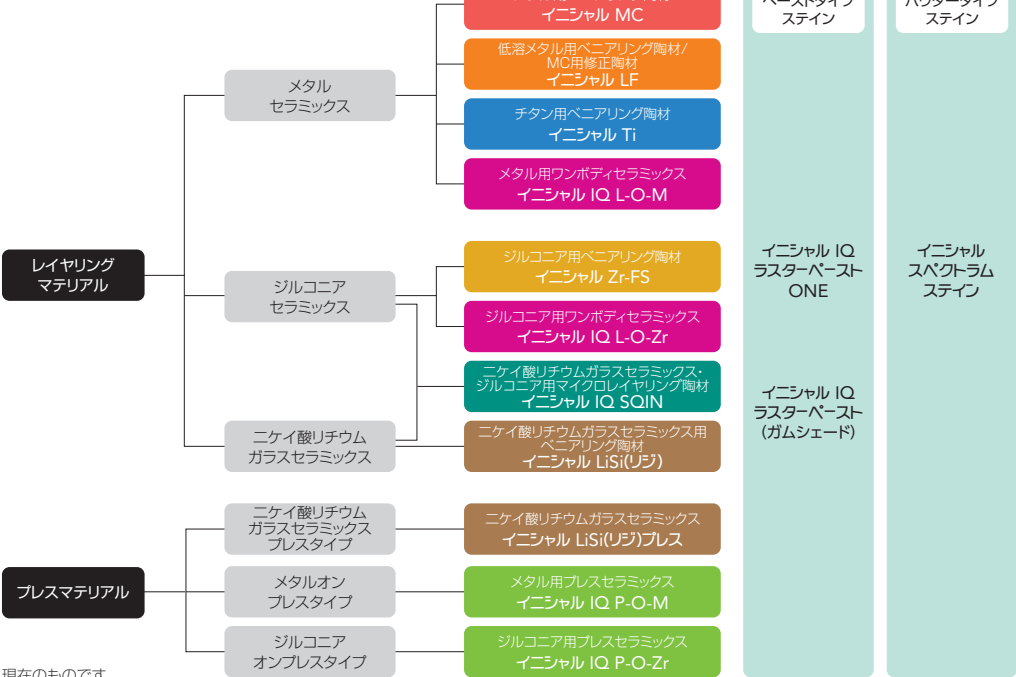 イニシャル MC
ペーストタイプ
ステイン
パウダータイプ
ステイン
メタル
セラミックス
低溶メタル用ベニアリング陶材/
MC用修正陶材
イニシャル LF
チタン用ベニアリング陶材
イニシャル Ti
メタル用ワンボディセラミックス
イニシャル IQ L-O-M
レイヤリング
マテリアル
ジルコニア
セラミックス
ジルコニア用ベニアリング陶材
イニシャル Zr-FS
ジルコニア用ワンボディセラミックス
イニシャル IQ L-O-Zr
二ケイ酸リチウムガラスセラミックス・
ジルコニア用マイクロレイヤリング陶材
イニシャル IQ SQIN
二ケイ酸リチウム
ガラスセラミックス
二ケイ酸リチウムガラスセラミックス用
ベニアリング陶材
イニシャル LiSi(リジ)
イニシャル IQ
ラスターペースト
ONE
イニシャル IQ
ラスターペースト
(ガムシェード)
イニシャル
スペクトラム
ステイン
プレスマテリアル
二ケイ酸リチウム
ガラスセラミックス
プレスタイプ
二ケイ酸リチウムガラスセラミックス
イニシャル LiSi(リジ)プレス
メタルオン
プレスタイプ
メタル用プレスセラミックス
イニシャル IQ P-O-M
ジルコニア
オンプレスタイプ
ジルコニア用プレスセラミックス
イニシャル IQ P-O-Zr
現在のものです